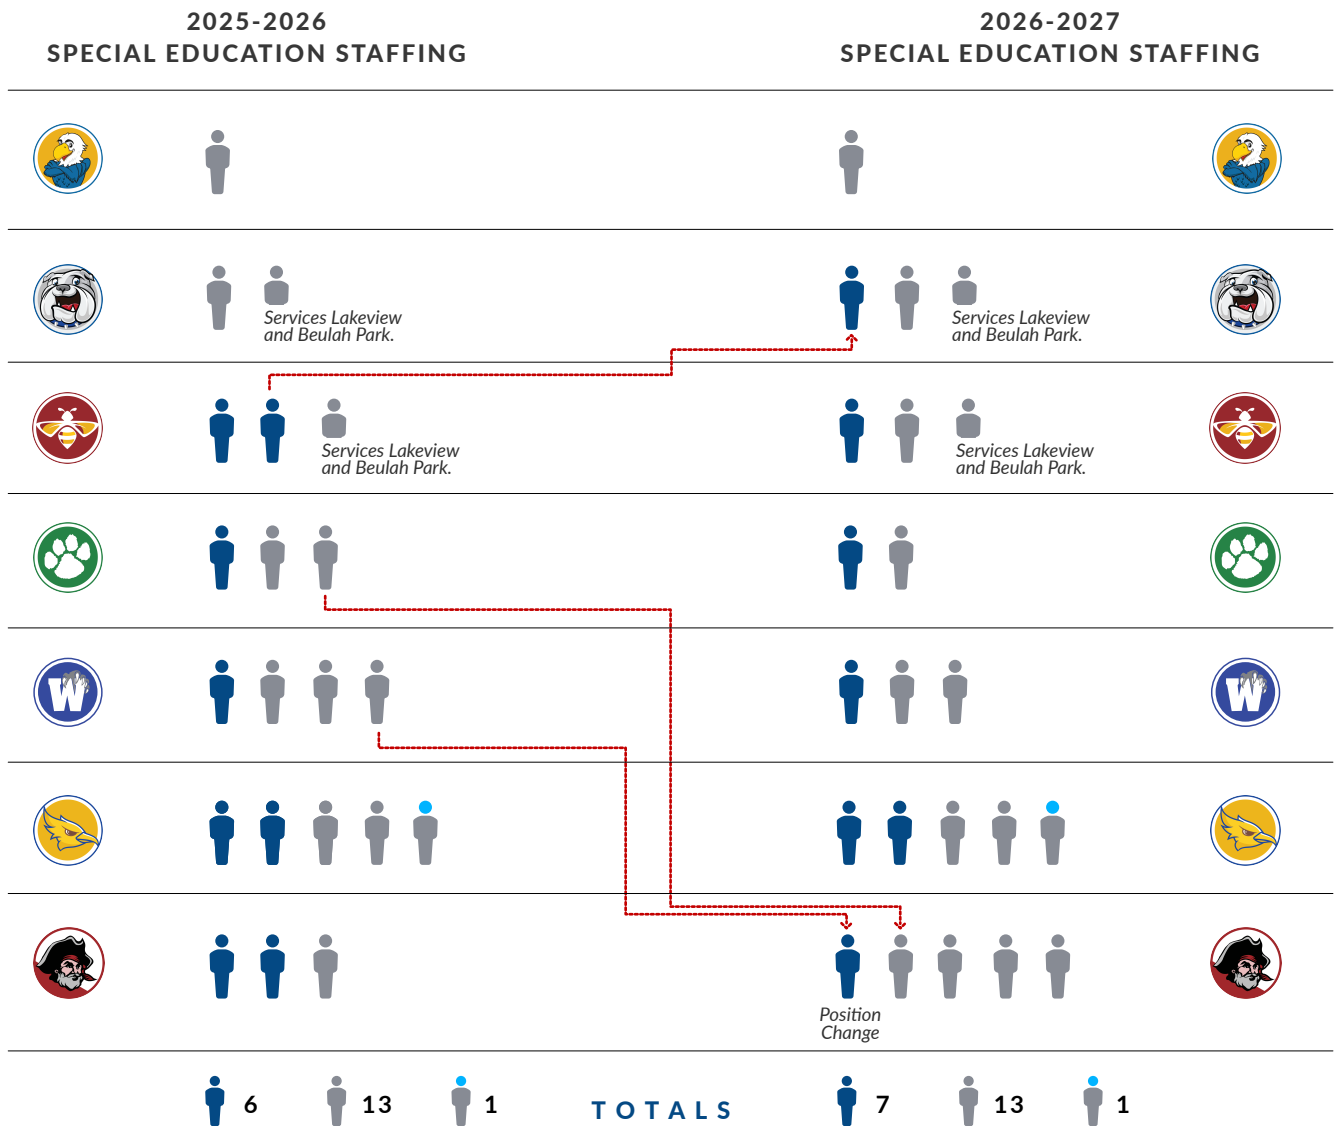 2025-2026
SPECIAL EDUCATION STAFFING
2026-2027
SPECIAL EDUCATION STAFFING
Services Lakeview
and Beulah Park.
Services Lakeview
and Beulah Park.
Services Lakeview
and Beulah Park.
Services Lakeview
and Beulah Park.
W
W
Position
Change
6
13
1
TOTALS
7
13
1